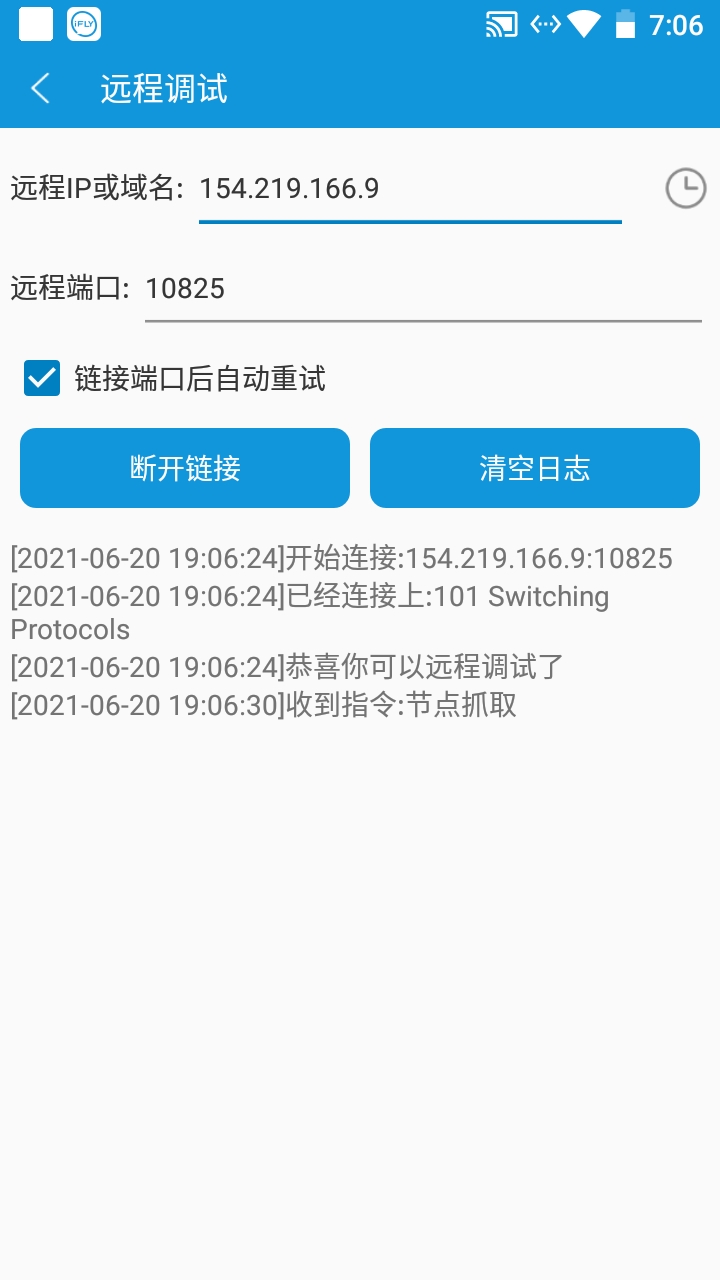 iFLY
7:06
远程调试
远程IP或域名: 154.219.166.9
远程端口: 10825
链接端口后自动重试
断开链接
清空日志
[2021-06-20 19:06:24]开始连接:154.219.166.9:10825
[2021-06-20 19:06:24]已经连接上:101 Switching
Protocols
[2021-06-20 19:06:24]恭喜你可以远程调试了
[2021-06-20 19:06:30]收到指令:节点抓取